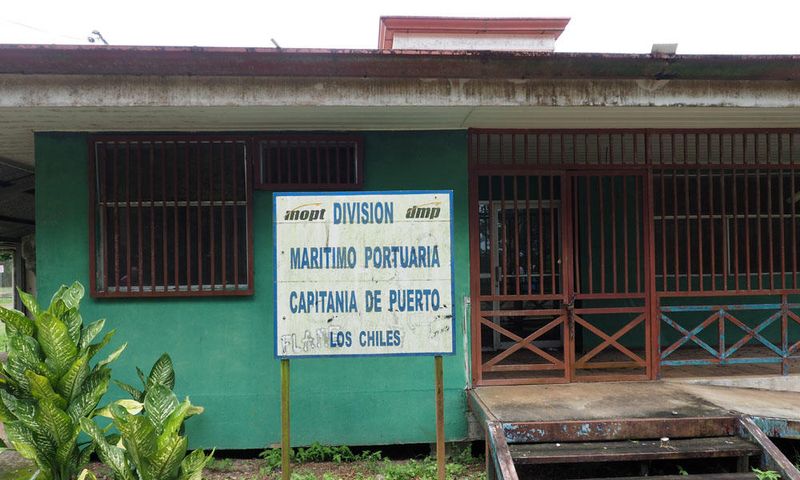 mopt DIVISION dmp
MARITIMO PORTUARIA
CAPITANIA DE PUERTO
LOS CHILES